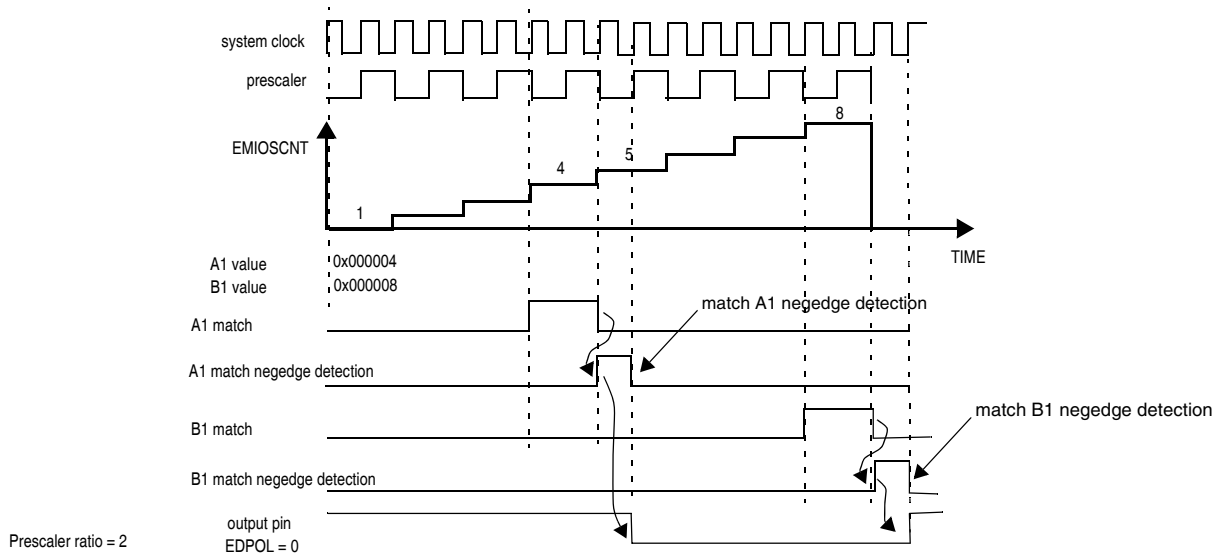 system clock
prescaler
EMIOSCNT
8
4
5
1
TIME
A1 value 0x000004
B1 value 0x000008
match A1 negedge detection
A1 match
A1 match negedge detection
match B1 negedge detection
B1 match
B1 match negedge detection
output pin
Prescaler ratio = 2
EDPOL = 0